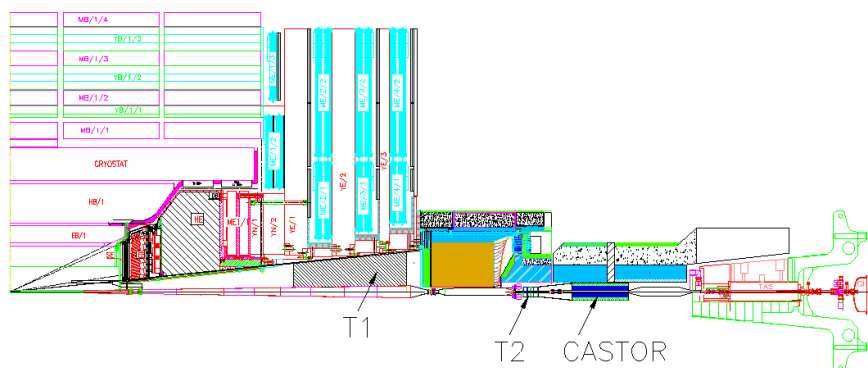 MB/1/4
YB/1/3
MB/1/3
YB/1/2
MB/1/2
YB/1/1
MB/1/1
CRYOSTAT
HB/1
EB/1
HE
ME/1/3
ME/1/2
YN/1
YN/2
YE/1
ME/2/2
ME/2/1
YE/2
ME/3/2
ME/3/1
YE/3
ME/4/2
ME/4/1
TAS
T1
T2
CASTOR